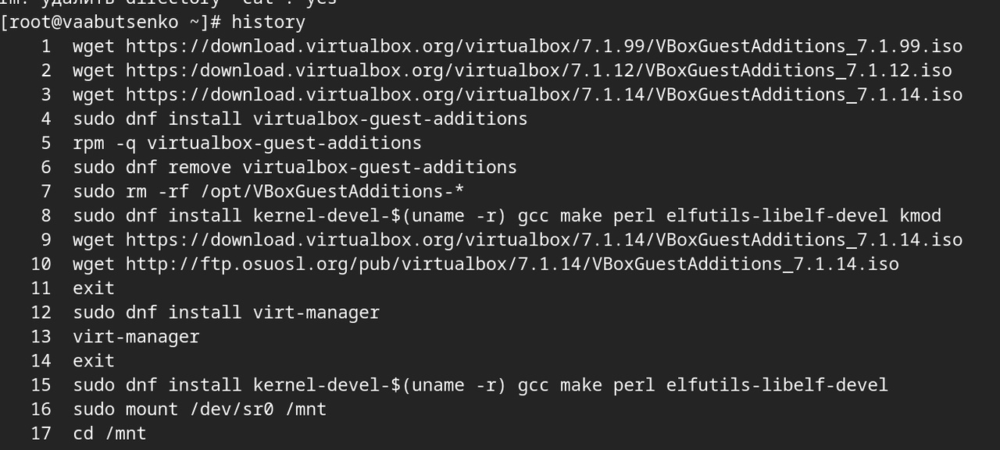 rm: удалить directory 'cat'? yes
[root@vaabutsenko ~]# history
    1  wget https://download.virtualbox.org/virtualbox/7.1.99/VBoxGuestAdditions_7.1.99.iso
    2  wget https:/download.virtualbox.org/virtualbox/7.1.12/VBoxGuestAdditions_7.1.12.iso
    3  wget https://download.virtualbox.org/virtualbox/7.1.14/VBoxGuestAdditions_7.1.14.iso
    4  sudo dnf install virtualbox-guest-additions
    5  rpm -q virtualbox-guest-additions
    6  sudo dnf remove virtualbox-guest-additions
    7  sudo rm -rf /opt/VBoxGuestAdditions-*
    8  sudo dnf install kernel-devel-$(uname -r) gcc make perl elfutils-libelf-devel kmod
    9  wget https://download.virtualbox.org/virtualbox/7.1.14/VBoxGuestAdditions_7.1.14.iso
   10  wget http://ftp.osuosl.org/pub/virtualbox/7.1.14/VBoxGuestAdditions_7.1.14.iso
   11  exit
   12  sudo dnf install virt-manager
   13  virt-manager
   14  exit
   15  sudo dnf install kernel-devel-$(uname -r) gcc make perl elfutils-libelf-devel
   16  sudo mount /dev/sr0 /mnt
   17  cd /mnt